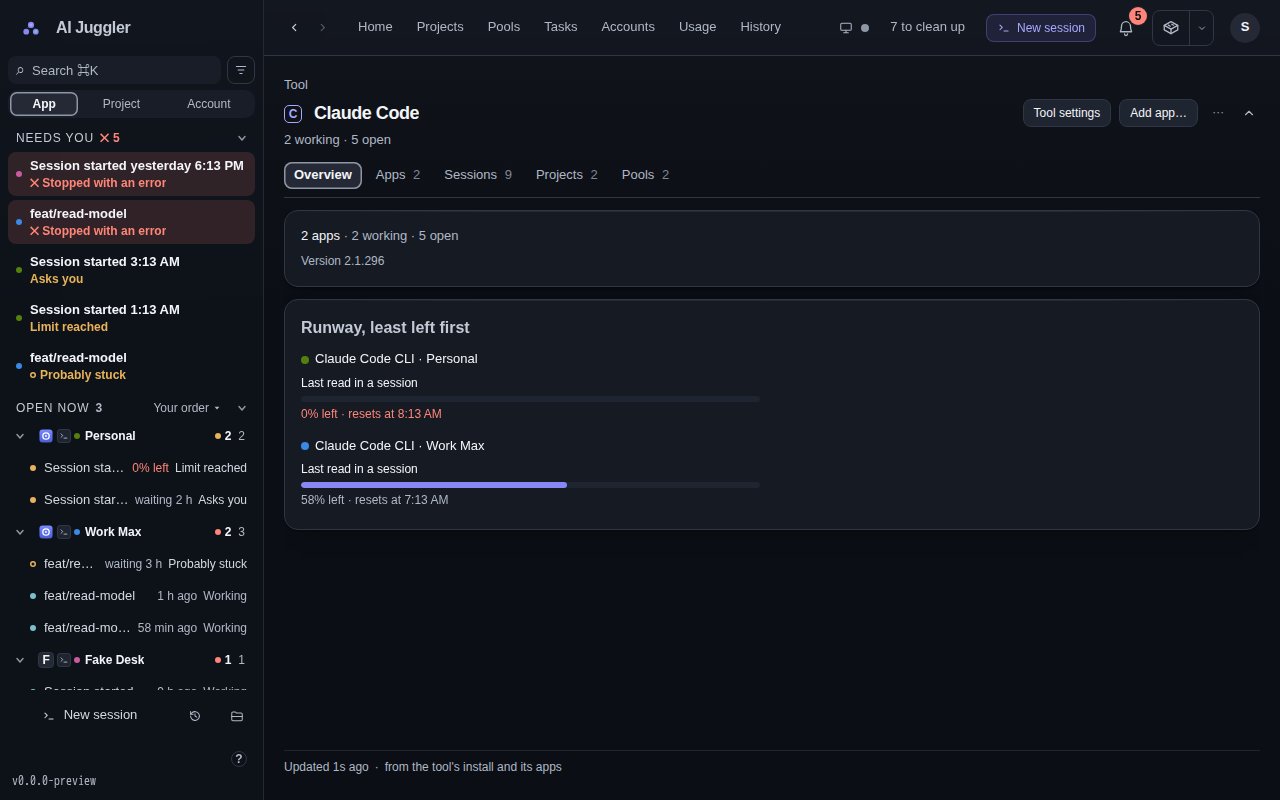 AI Juggler
Search ⌘K
App Project Account
NEEDS YOU 5
Session started yesterday 6:13 PM
Stopped with an error
feat/read-model
Stopped with an error
Session started 3:13 AM
Asks you
Session started 1:13 AM
Limit reached
feat/read-model
Probably stuck
OPEN NOW 3 Your order
Personal 2 2
Session sta… 0% left Limit reached
Session star… waiting 2 h Asks you
Work Max 2 3
feat/re… waiting 3 h Probably stuck
feat/read-model 1 h ago Working
feat/read-mo… 58 min ago Working
F Fake Desk 1 1
New session
?
v0.0.0-preview
Home Projects Pools Tasks Accounts Usage History 7 to clean up New session 5 S
Tool
C Claude Code Tool settings Add app… ···
2 working · 5 open
Overview Apps 2 Sessions 9 Projects 2 Pools 2
2 apps · 2 working · 5 open
Version 2.1.296
Runway, least left first
Claude Code CLI · Personal
Last read in a session
0% left · resets at 8:13 AM
Claude Code CLI · Work Max
Last read in a session
58% left · resets at 7:13 AM
Updated 1s ago · from the tool's install and its apps